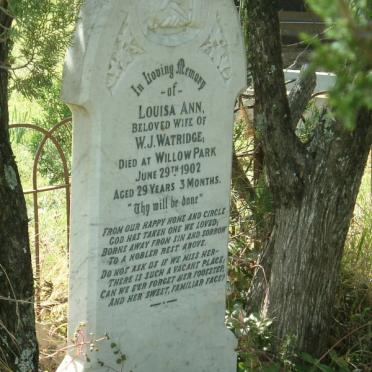 In Loving Memory
- of -
LOUISA ANN,
BELOVED WIFE OF
W.J. WATRIDGE,
DIED AT WILLOW PARK
JUNE 29TH 1902
AGED 29 YEARS 3 MONTHS.
"Thy will be done"
FROM OUR HAPPY HOME AND CIRCLE
GOD HAS TAKEN ONE WE LOVED;
BORNE AWAY FROM SIN AND SORROW
TO A NOBLER REST ABOVE.
DO NOT ASK US IF WE MISS HER-
THERE IS SUCH A VACANT PLACE;
CAN WE EVER FORGET HER FOOTSTEP,
AND HER SWEET, FAMILIAR FACE!